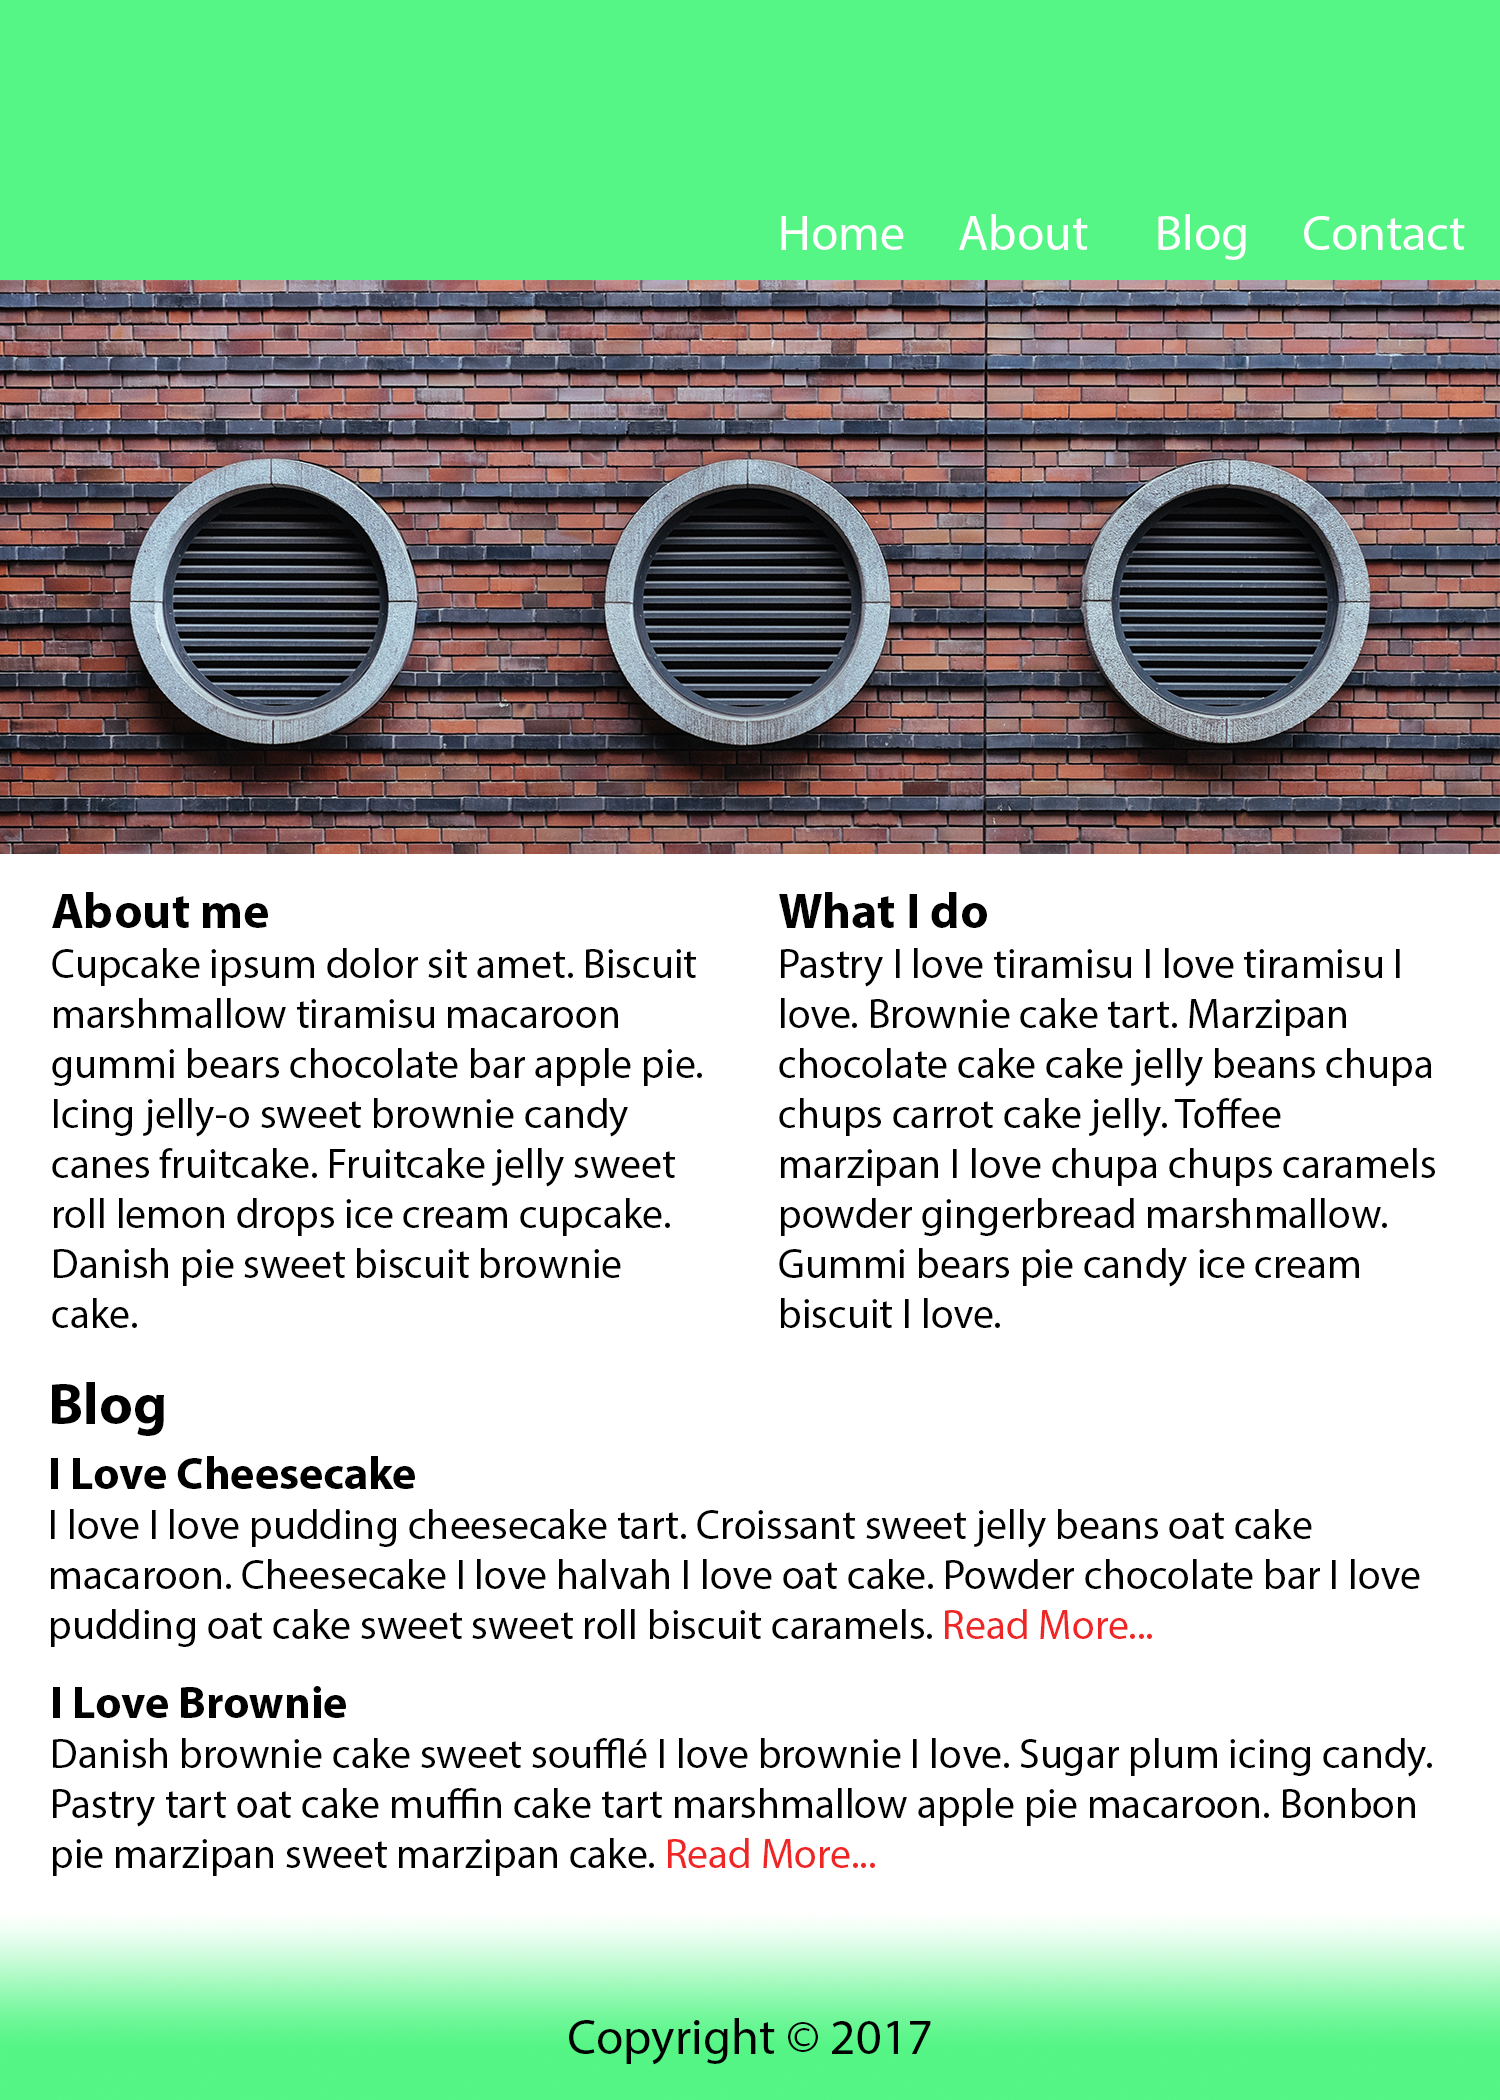 Home About Blog Contact
About me
Cupcake ipsum dolor sit amet. Biscuit
marshmallow tiramisu macaroon
gummi bears chocolate bar apple pie.
Icing jelly-o sweet brownie candy
canes fruitcake. Fruitcake jelly sweet
roll lemon drops ice cream cupcake.
Danish pie sweet biscuit brownie
cake.
What I do
Pastry I love tiramisu I love tiramisu I
love. Brownie cake tart. Marzipan
chocolate cake cake jelly beans chupa
chups carrot cake jelly. Toffee
marzipan I love chupa chups caramels
powder gingerbread marshmallow.
Gummi bears pie candy ice cream
biscuit I love.
Blog
I Love Cheesecake
I love I love pudding cheesecake tart. Croissant sweet jelly beans oat cake
macaroon. Cheesecake I love halvah I love oat cake. Powder chocolate bar I love
pudding oat cake sweet sweet roll biscuit caramels. Read More...
I Love Brownie
Danish brownie cake sweet soufflé I love brownie I love. Sugar plum icing candy.
Pastry tart oat cake muffin cake tart marshmallow apple pie macaroon. Bonbon
pie marzipan sweet marzipan cake. Read More...
Copyright © 2017